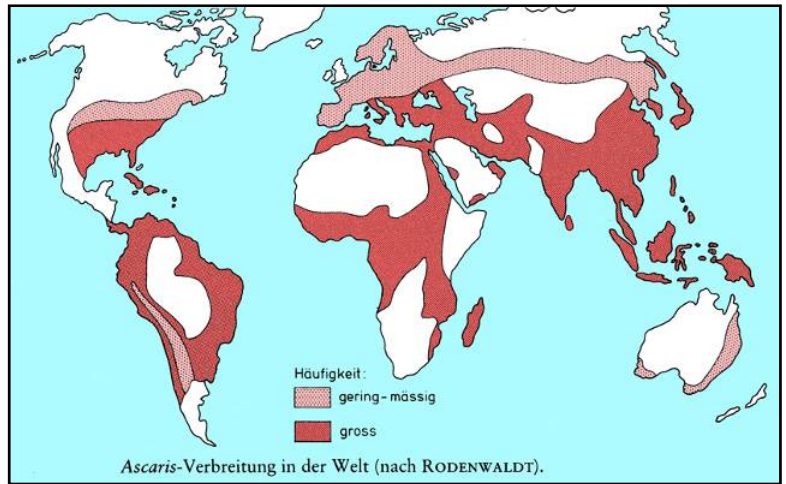 Häufigkeit:
gering-mässig
gross
Ascaris-Verbreitung in der Welt (nach RODENWALDT).